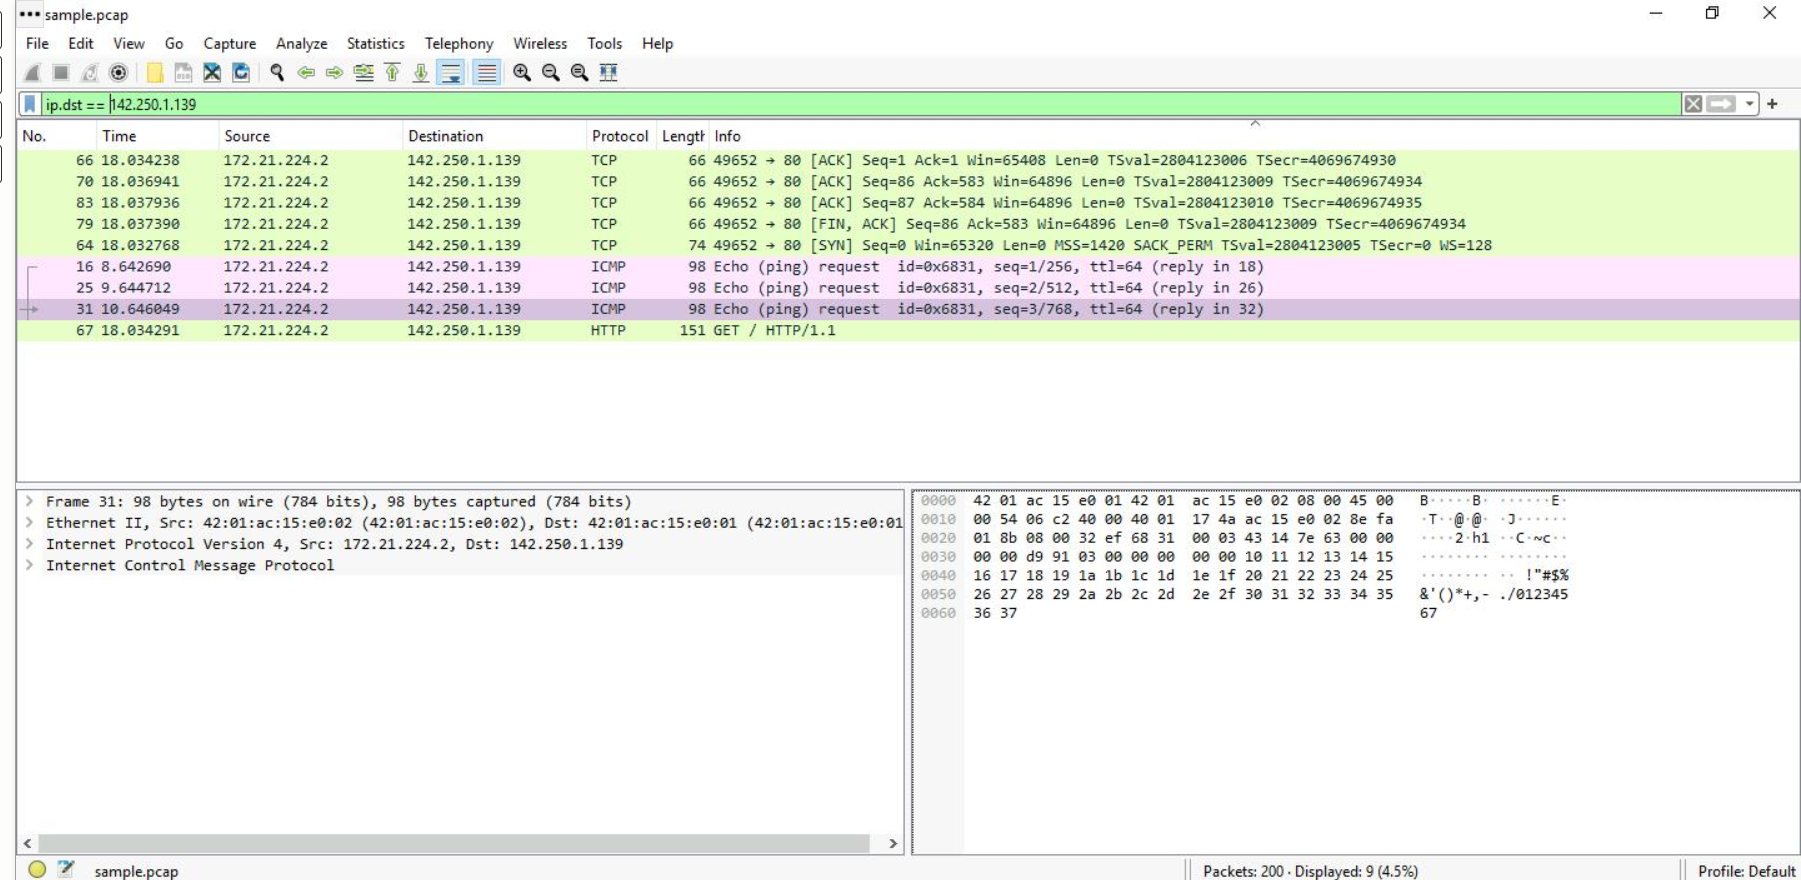 sample.pcap
File Edit View Go Capture Analyze Statistics Telephony Wireless Tools Help
ip.dst == 142.250.1.139
No. Time Source Destination Protocol Length Info
66 18.034238 172.21.224.2 142.250.1.139 TCP 66 49652 → 80 [ACK] Seq=1 Ack=1 Win=65408 Len=0 TSval=2804123006 TSecr=4069674930
70 18.036941 172.21.224.2 142.250.1.139 TCP 66 49652 → 80 [ACK] Seq=86 Ack=583 Win=64896 Len=0 TSval=2804123009 TSecr=4069674934
83 18.037936 172.21.224.2 142.250.1.139 TCP 66 49652 → 80 [ACK] Seq=87 Ack=584 Win=64896 Len=0 TSval=2804123010 TSecr=4069674935
79 18.037390 172.21.224.2 142.250.1.139 TCP 66 49652 → 80 [FIN, ACK] Seq=86 Ack=583 Win=64896 Len=0 TSval=2804123009 TSecr=4069674934
64 18.032768 172.21.224.2 142.250.1.139 TCP 74 49652 → 80 [SYN] Seq=0 Win=65320 Len=0 MSS=1420 SACK_PERM TSval=2804123005 TSecr=0 WS=128
16 8.642690 172.21.224.2 142.250.1.139 ICMP 98 Echo (ping) request id=0x6831, seq=1/256, ttl=64 (reply in 18)
25 9.644712 172.21.224.2 142.250.1.139 ICMP 98 Echo (ping) request id=0x6831, seq=2/512, ttl=64 (reply in 26)
31 10.646049 172.21.224.2 142.250.1.139 ICMP 98 Echo (ping) request id=0x6831, seq=3/768, ttl=64 (reply in 32)
67 18.034291 172.21.224.2 142.250.1.139 HTTP 151 GET / HTTP/1.1
Frame 31: 98 bytes on wire (784 bits), 98 bytes captured (784 bits)
Ethernet II, Src: 42:01:ac:15:e0:02 (42:01:ac:15:e0:02), Dst: 42:01:ac:15:e0:01 (42:01:ac:15:e0:01
Internet Protocol Version 4, Src: 172.21.224.2, Dst: 142.250.1.139
Internet Control Message Protocol
0000 42 01 ac 15 e0 01 42 01 ac 15 e0 02 08 00 45 00 B·····B· ······E·
0010 00 54 06 c2 40 00 40 01 17 4a ac 15 e0 02 8e fa ·T··@·@· ·J······
0020 01 8b 08 00 32 ef 68 31 00 03 43 14 7e 63 00 00 ····2·h1 ··C·~c··
0030 00 00 d9 91 03 00 00 00 00 00 10 11 12 13 14 15 ········ ········
0040 16 17 18 19 1a 1b 1c 1d 1e 1f 20 21 22 23 24 25 ········ ·· !"#$%
0050 26 27 28 29 2a 2b 2c 2d 2e 2f 30 31 32 33 34 35 &'()*+,- ./012345
0060 36 37 67
sample.pcap Packets: 200 · Displayed: 9 (4.5%) Profile: Default